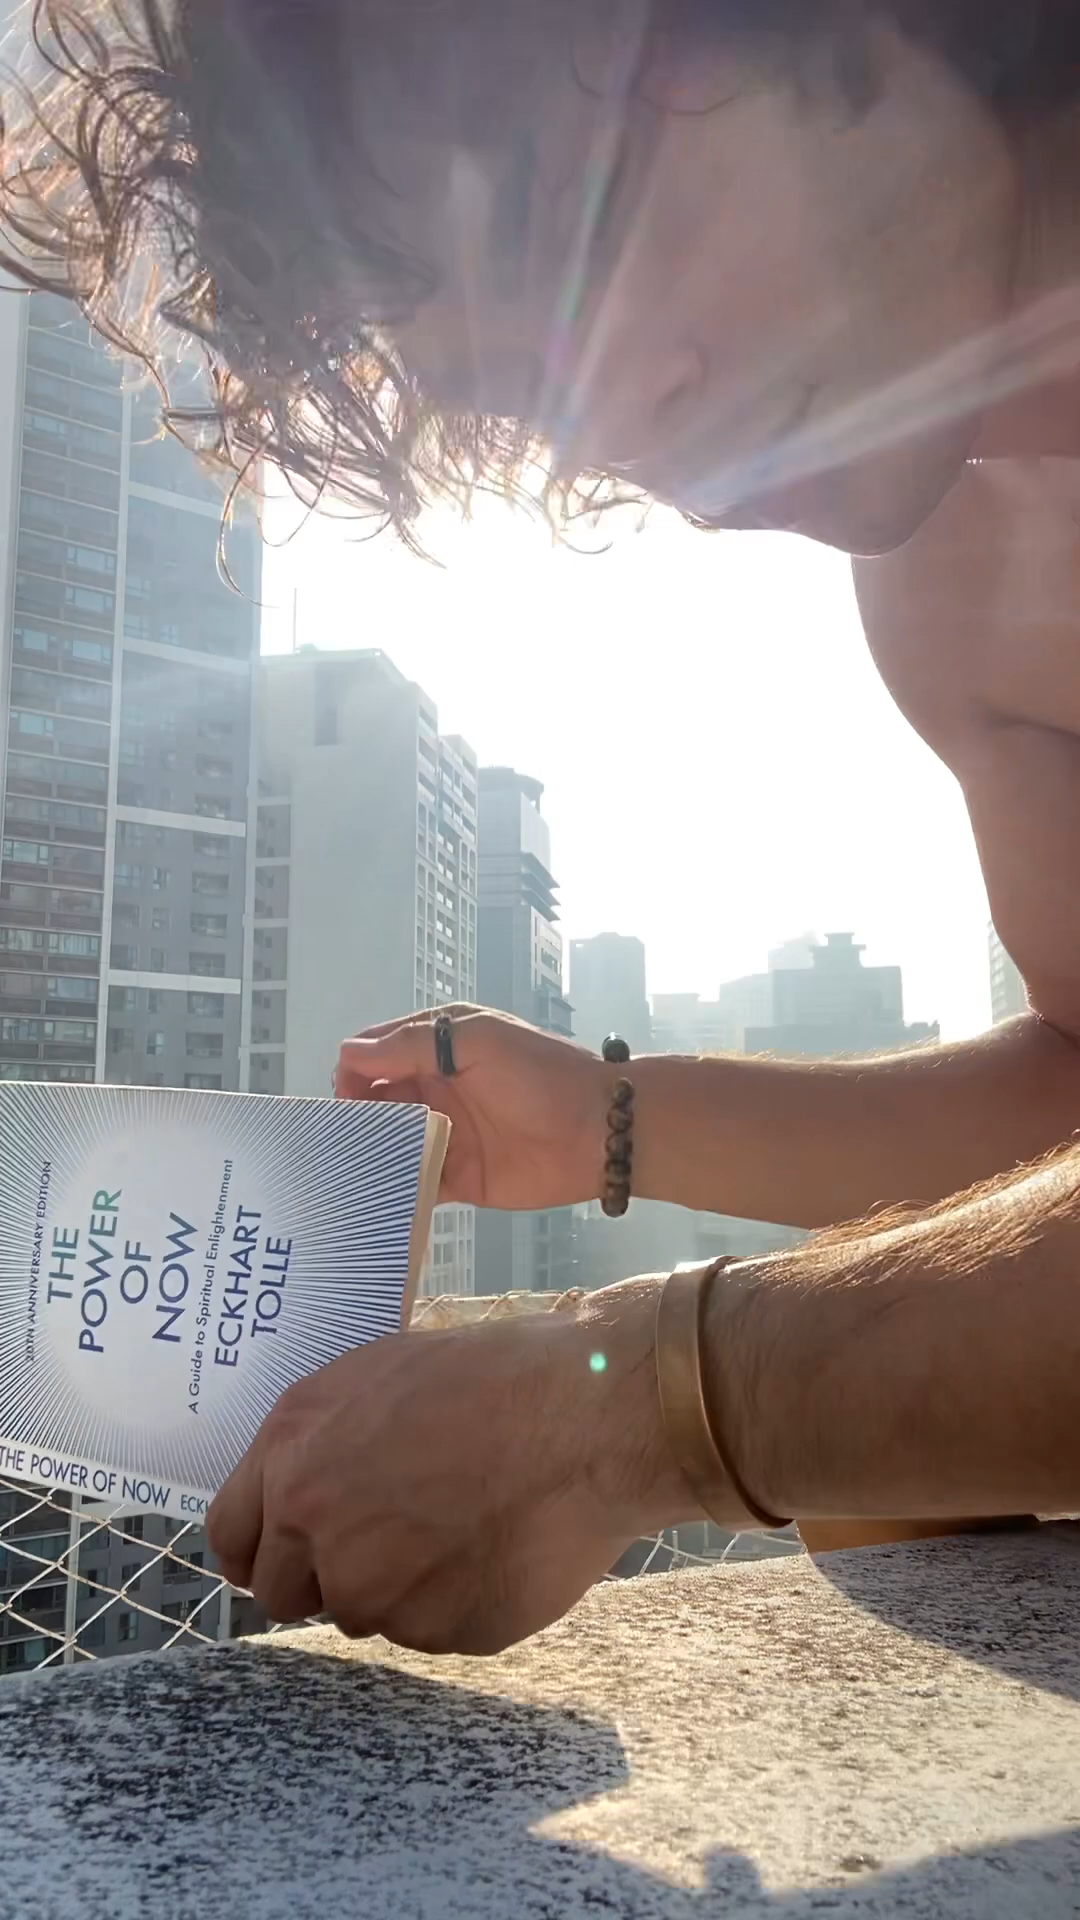 20TH ANNIVERSARY EDITION
THE
POWER
OF
NOW
A Guide to Spiritual Enlightenment
ECKHART
TOLLE
THE POWER OF NOW